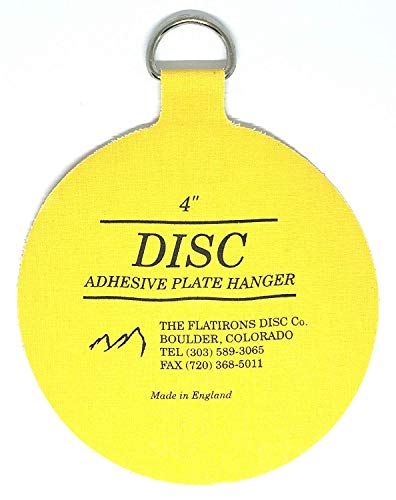 4"
DISC
ADHESIVE PLATE HANGER
THE FLATIRONS DISC Co.
BOULDER, COLORADO
TEL (303) 589-3065
FAX (720) 368-5011
Made in England